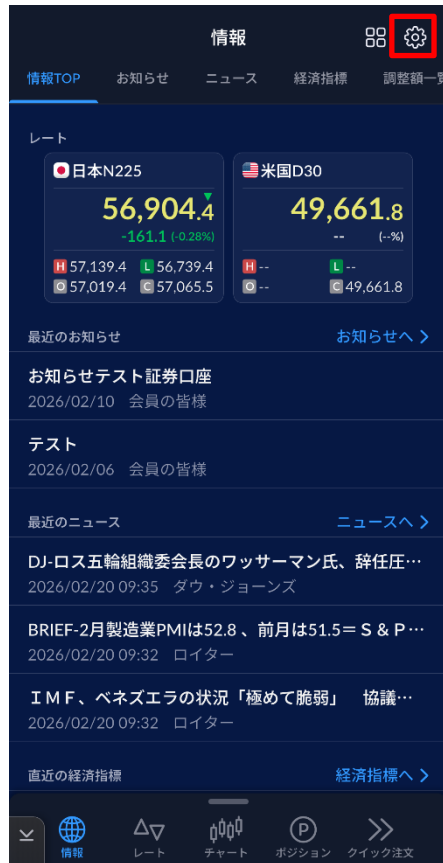 情報
情報TOP お知らせ ニュース 経済指標 調整額一覧
レート
日本N225 米国D30
56,904.4 49,661.8
-161.1 (-0.28%) -- (--%)
H 57,139.4 L 56,739.4 H -- L --
O 57,019.4 C 57,065.5 O -- C 49,661.8
最近のお知らせ お知らせへ
お知らせテスト証券口座
2026/02/10 会員の皆様
テスト
2026/02/06 会員の皆様
最近のニュース ニュースへ
DJ-ロス五輪組織委会長のワッサーマン氏、辞任圧…
2026/02/20 09:35 ダウ・ジョーンズ
BRIEF-2月製造業PMIは52.8 、前月は51.5＝Ｓ＆Ｐ…
2026/02/20 09:32 ロイター
ＩＭＦ、ベネズエラの状況「極めて脆弱」　協議…
2026/02/20 09:32 ロイター
直近の経済指標 経済指標へ
情報 レート チャート P ポジション クイック注文